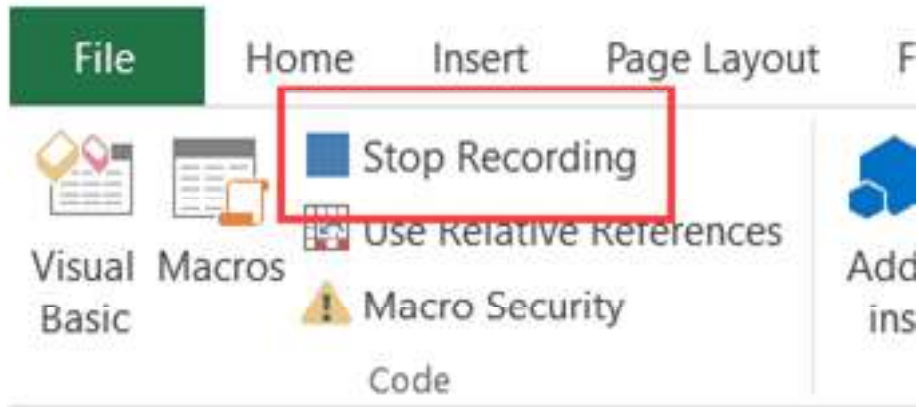 File Home Insert Page Layout F
Stop Recording
Use Relative References
Visual Basic
Macros
Macro Security
Add
ins
Code